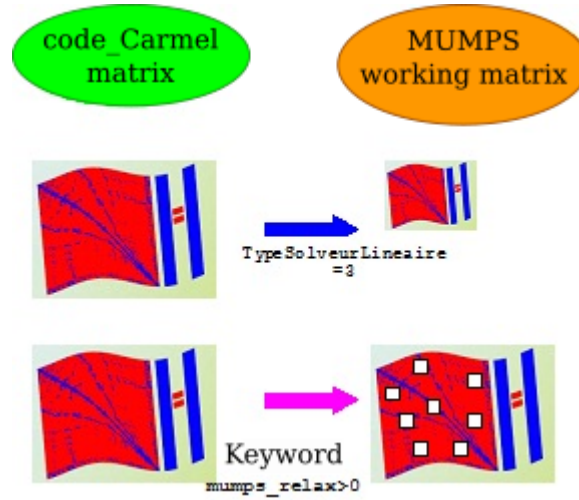 code_Carmel
matrix
MUMPS
working matrix
TypeSolveurLineaire
=3
Keyword
mumps_relax>0